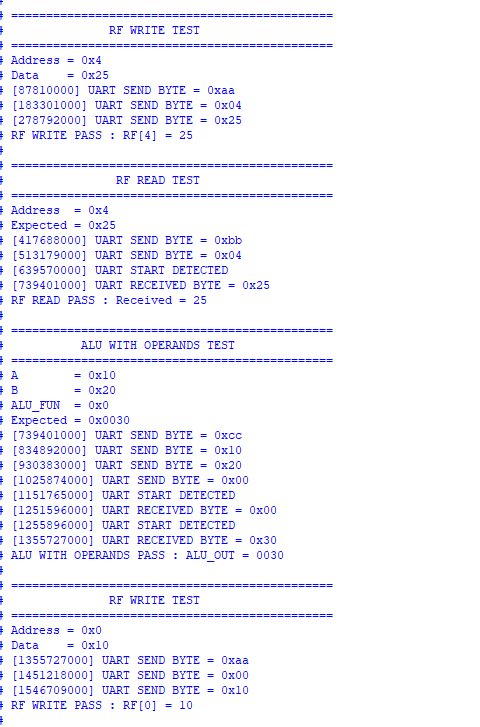 #
# ==============================================
#               RF WRITE TEST
# ==============================================
# Address = 0x4
# Data    = 0x25
# [87810000] UART SEND BYTE = 0xaa
# [183301000] UART SEND BYTE = 0x04
# [278792000] UART SEND BYTE = 0x25
# RF WRITE PASS : RF[4] = 25
#
# ==============================================
#                RF READ TEST
# ==============================================
# Address  = 0x4
# Expected = 0x25
# [417688000] UART SEND BYTE = 0xbb
# [513179000] UART SEND BYTE = 0x04
# [639570000] UART START DETECTED
# [739401000] UART RECEIVED BYTE = 0x25
# RF READ PASS : Received = 25
#
# ==============================================
#           ALU WITH OPERANDS TEST
# ==============================================
# A        = 0x10
# B        = 0x20
# ALU_FUN  = 0x0
# Expected = 0x0030
# [739401000] UART SEND BYTE = 0xcc
# [834892000] UART SEND BYTE = 0x10
# [930383000] UART SEND BYTE = 0x20
# [1025874000] UART SEND BYTE = 0x00
# [1151765000] UART START DETECTED
# [1251596000] UART RECEIVED BYTE = 0x00
# [1255896000] UART START DETECTED
# [1355727000] UART RECEIVED BYTE = 0x30
# ALU WITH OPERANDS PASS : ALU_OUT = 0030
#
# ==============================================
#               RF WRITE TEST
# ==============================================
# Address = 0x0
# Data    = 0x10
# [1355727000] UART SEND BYTE = 0xaa
# [1451218000] UART SEND BYTE = 0x00
# [1546709000] UART SEND BYTE = 0x10
# RF WRITE PASS : RF[0] = 10
#